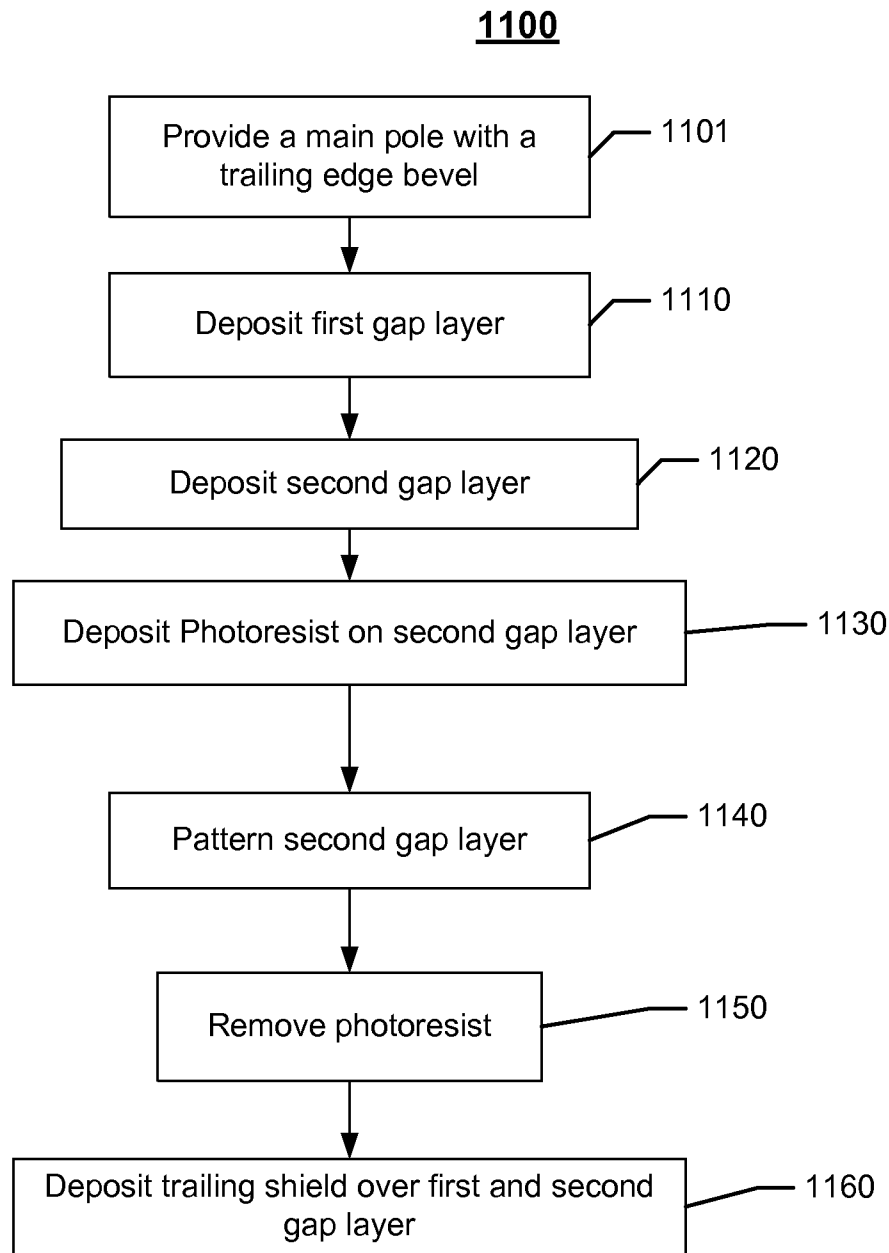 1100
Provide a main pole with a
trailing edge bevel
1101
Deposit first gap layer
1110
Deposit second gap layer
1120
Deposit Photoresist on second gap layer
1130
Pattern second gap layer
1140
Remove photoresist
1150
Deposit trailing shield over first and second
gap layer
1160